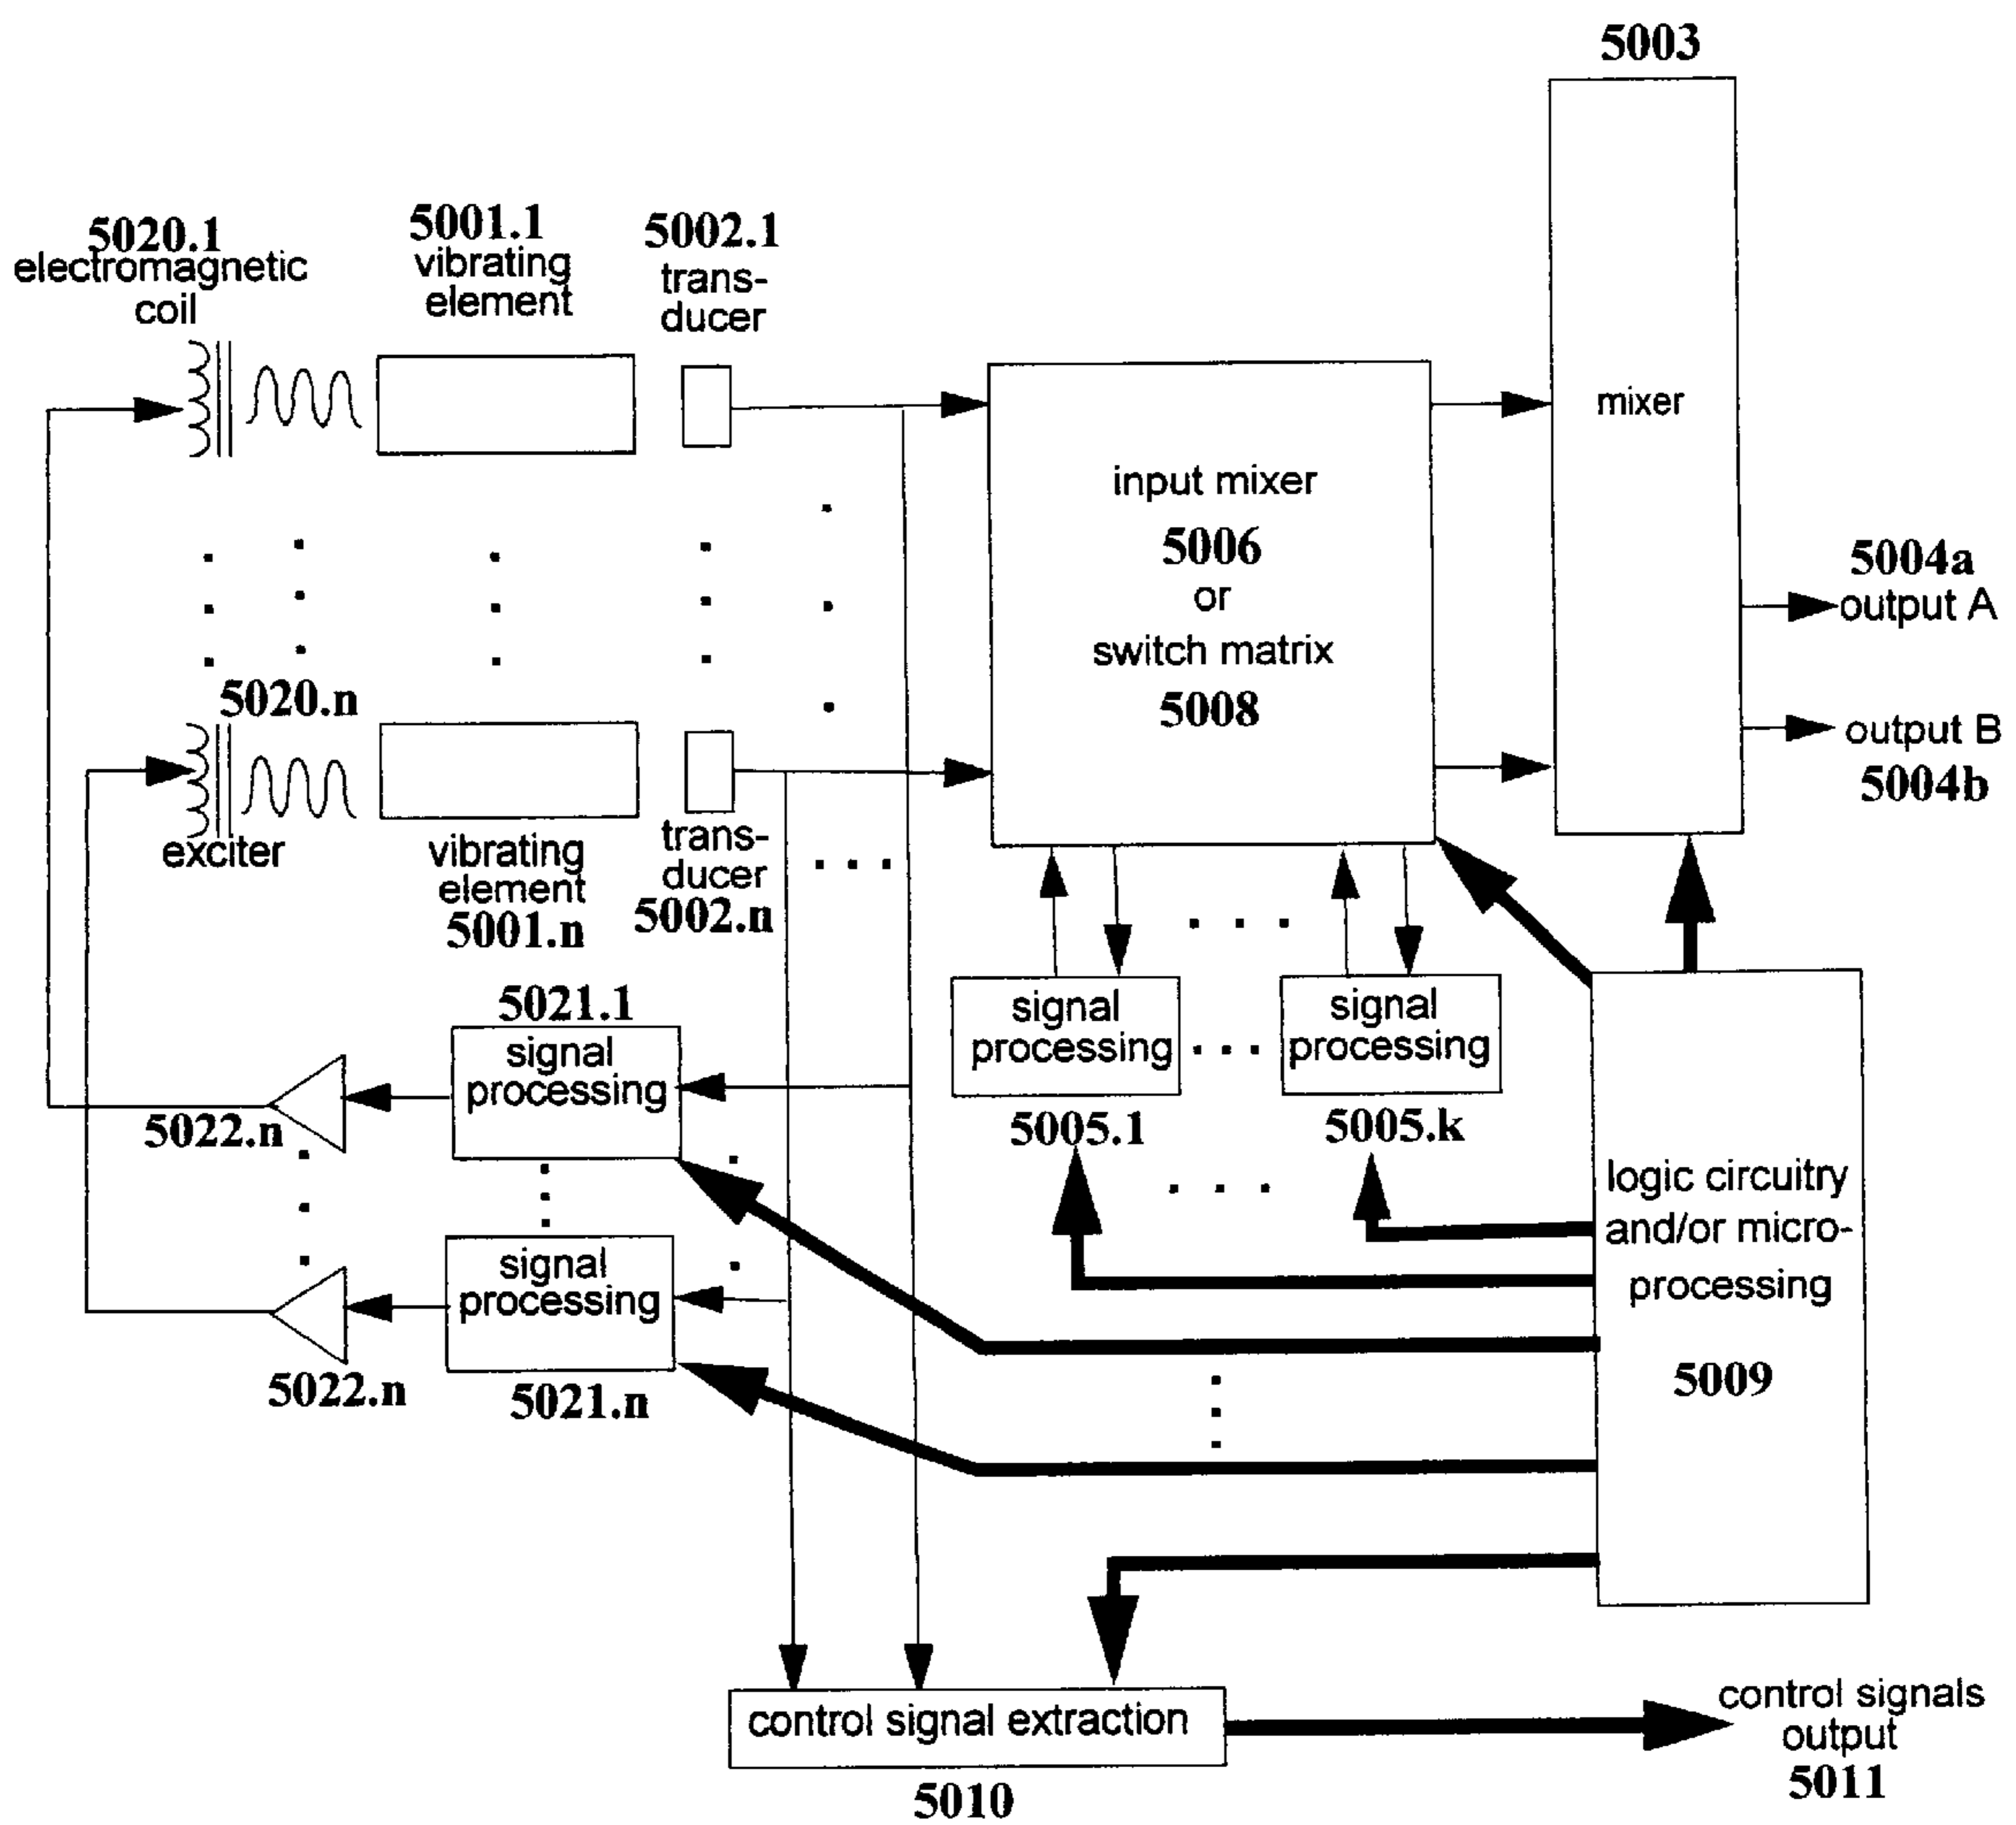 5003
5020.1
electromagnetic
coil
5001.1
vibrating
element
5002.1
trans-
ducer
mixer
input mixer
5006
or
switch matrix
5008
5004a
output A
output B
5004b
5020.n
exciter
vibrating
element
5001.n
trans-
ducer
5002.n
5021.1
signal
processing
5022.n
signal
processing
5005.1
signal
processing
5005.k
logic circuitry
and/or micro-
processing
5009
signal
processing
5022.n
5021.n
control signal extraction
5010
control signals
output
5011